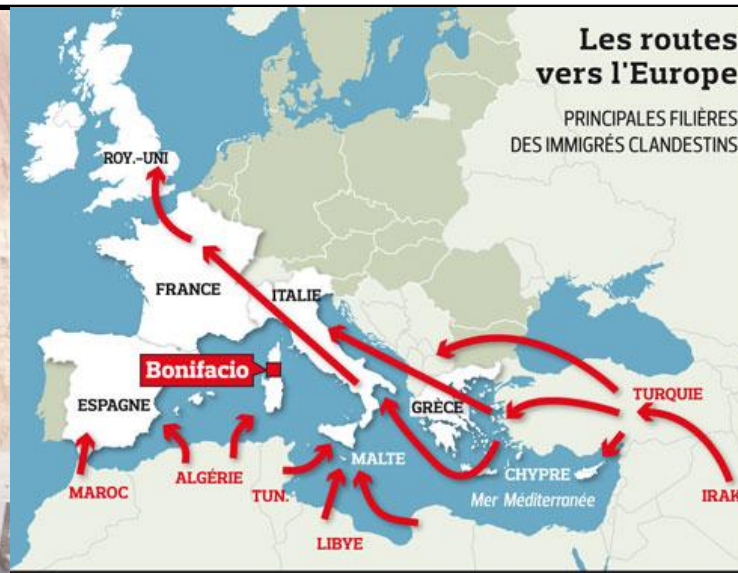 Les routes
vers l'Europe
PRINCIPALES FILIÈRES
DES IMMIGRÉS CLANDESTINS
ROY.-UNI
FRANCE
ITALIE
Bonifacio
ESPAGNE
GRÈCE
TURQUIE
MAROC
ALGÉRIE
TUN.
MALTE
CHYPRE
Mer Méditerranée
IRAK
LIBYE